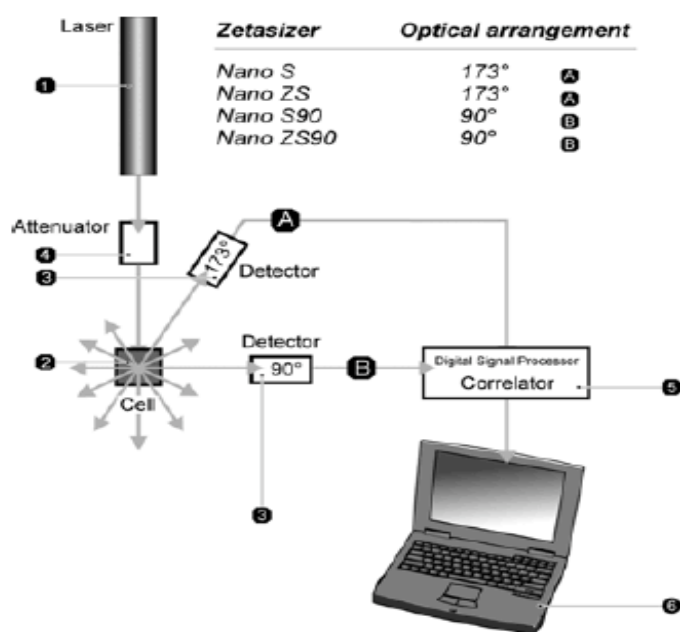 Laser
Zetasizer Optical arrangement
Nano S 173° A
Nano ZS 173° A
Nano S90 90° B
Nano ZS90 90° B
1
Attenuator
4
A
173°
3
Detector
Detector
2
90°
B
Digital Signal Processor
Correlator
5
Cell
3
6